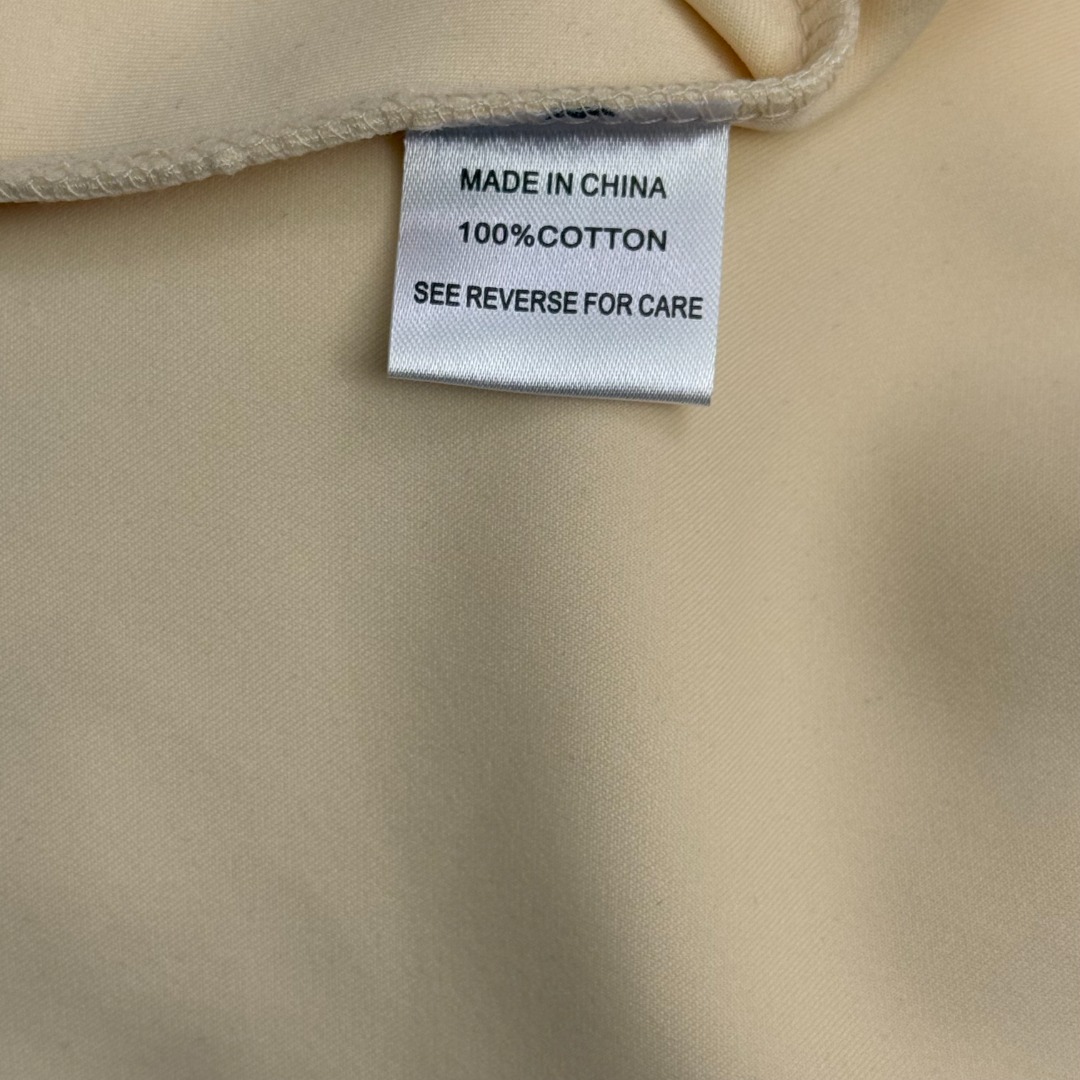 MADE IN CHINA
100%COTTON
SEE REVERSE FOR CARE